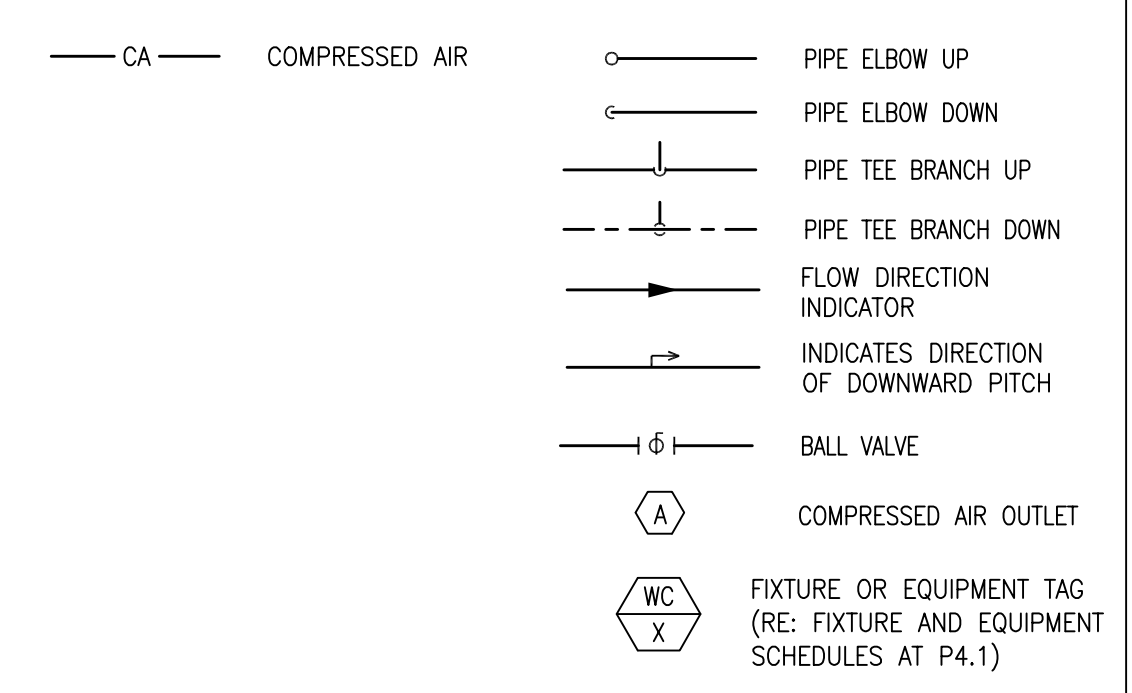 CA COMPRESSED AIR
PIPE ELBOW UP
PIPE ELBOW DOWN
PIPE TEE BRANCH UP
PIPE TEE BRANCH DOWN
FLOW DIRECTION
INDICATOR
INDICATES DIRECTION
OF DOWNWARD PITCH
BALL VALVE
A COMPRESSED AIR OUTLET
WC
X
FIXTURE OR EQUIPMENT TAG
(RE: FIXTURE AND EQUIPMENT
SCHEDULES AT P4.1)